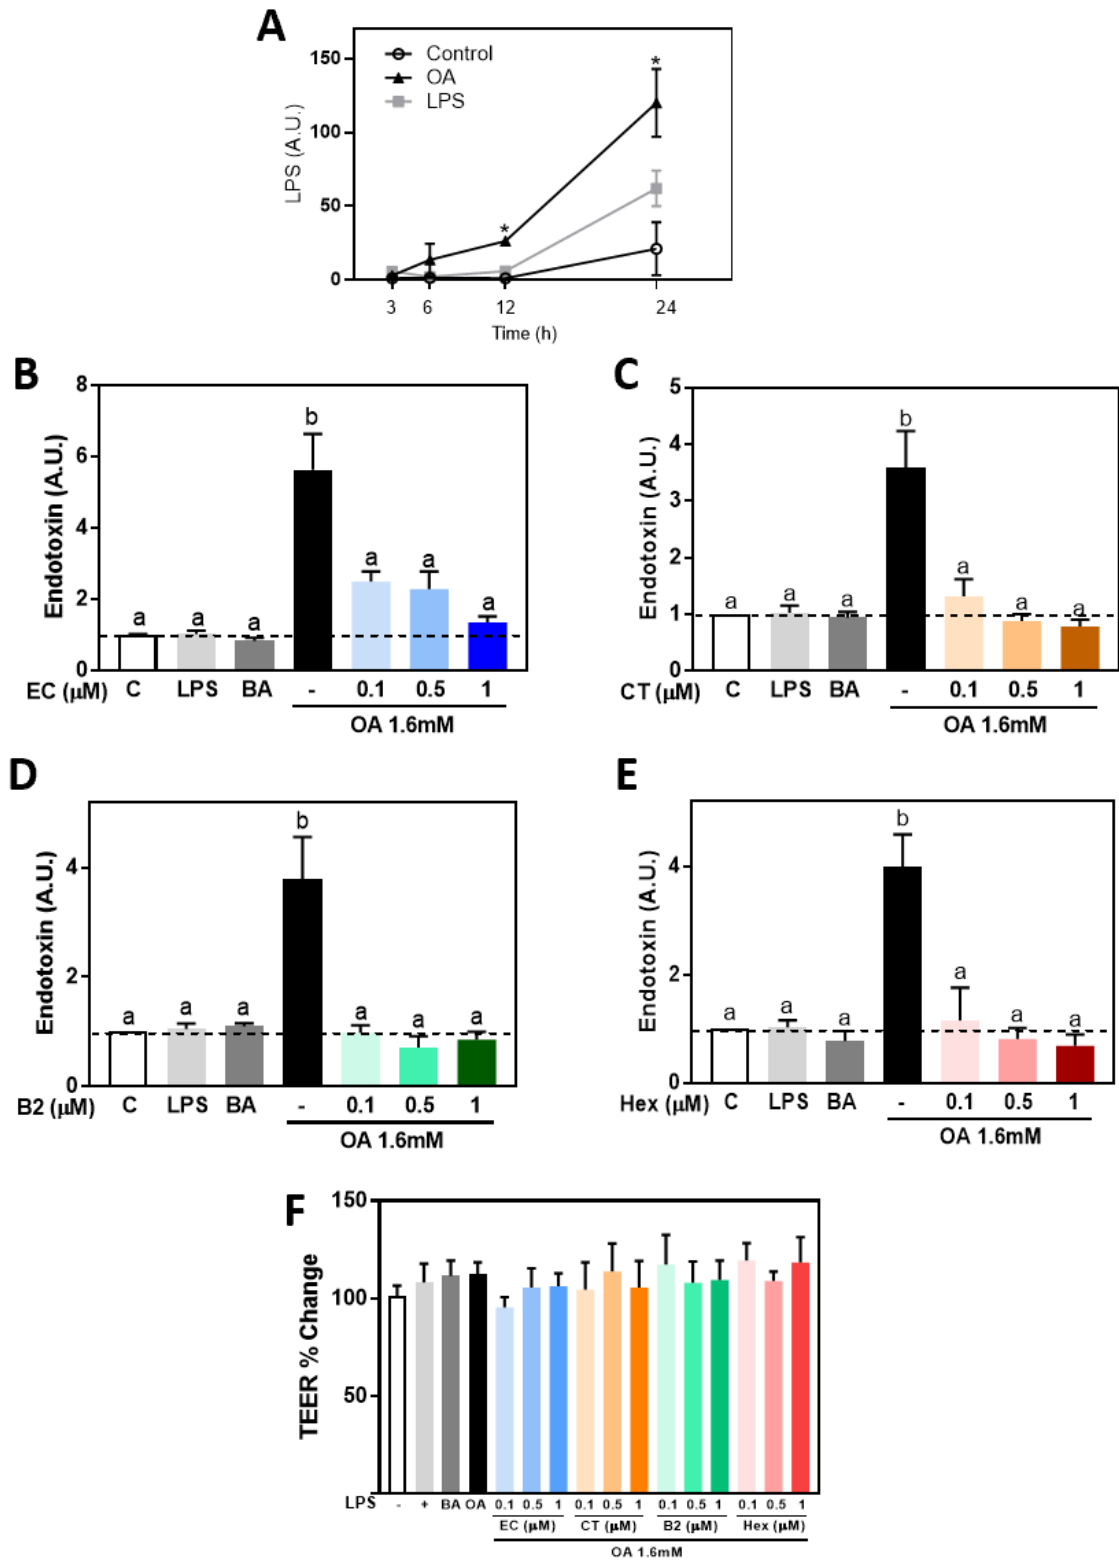 A
Control
OA
LPS
150
100
50
0
LPS (A.U.)
*
*
3 6 12 24
Time (h)
B
8
6
4
2
0
Endotoxin (A.U.)
a a a b a a a
EC (μM) C LPS BA - 0.1 0.5 1
OA 1.6mM
C
5
4
3
2
1
0
Endotoxin (A.U.)
a a a b a a a
CT (μM) C LPS BA - 0.1 0.5 1
OA 1.6mM
D
4
2
0
Endotoxin (A.U.)
a a a b a a a
B2 (μM) C LPS BA - 0.1 0.5 1
OA 1.6mM
E
4
2
0
Endotoxin (A.U.)
a a a b a a a
Hex (μM) C LPS BA - 0.1 0.5 1
OA 1.6mM
F
150
100
50
TEER % Change
LPS - + BA OA 0.1 0.5 1 0.1 0.5 1 0.1 0.5 1 0.1 0.5 1
EC (μM) CT (μM) B2 (μM) Hex (μM)
OA 1.6mM